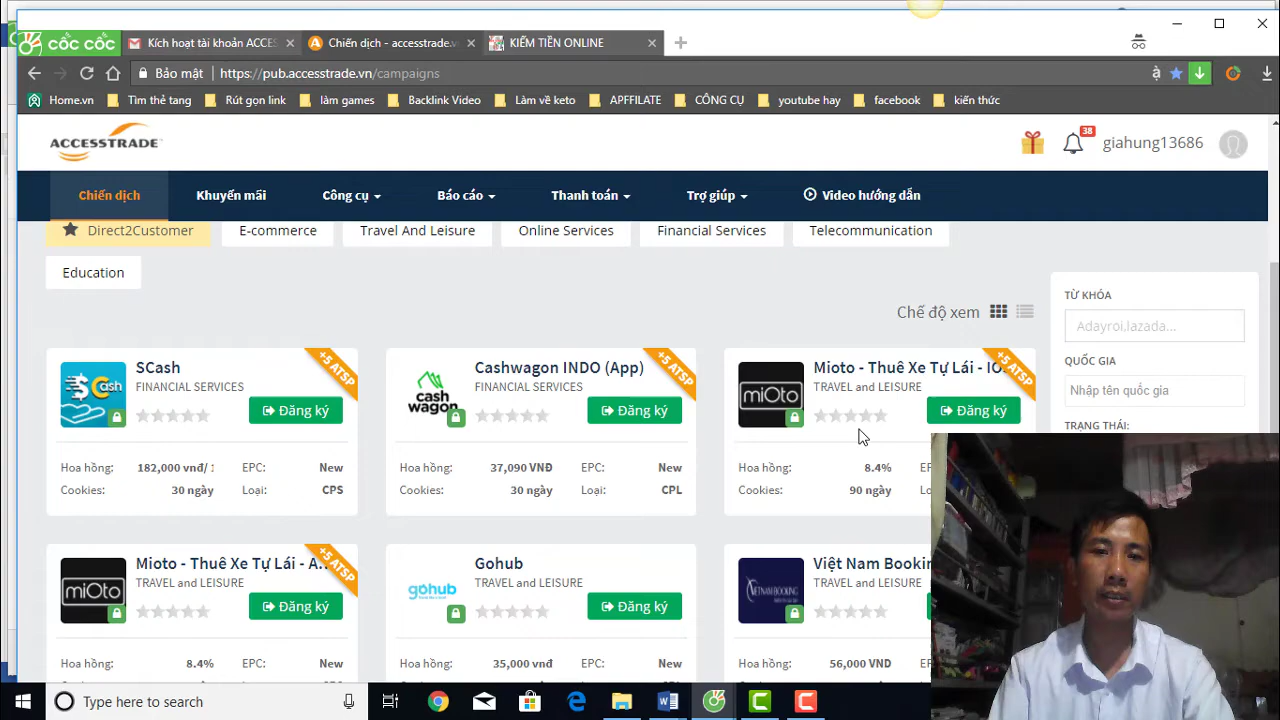 cốc cốc
Kích hoạt tài khoản ACCES
Chiến dịch - accesstrade.v
KIẾM TIỀN ONLINE
Bảo mật https://pub.accesstrade.vn/campaigns
Home.vn Tìm thẻ tang Rút gọn link làm games Backlink Video Làm về keto APFFILATE CÔNG CỤ youtube hay facebook kiến thức
ACCESSTRADE
38
giahung13686
Chiến dịch Khuyến mãi Công cụ Báo cáo Thanh toán Trợ giúp Video hướng dẫn
Direct2Customer E-commerce Travel And Leisure Online Services Financial Services Telecommunication
Education
Chế độ xem
TỪ KHÓA
Adayroi,lazada...
QUỐC GIA
Nhập tên quốc gia
TRẠNG THÁI:
SCash
FINANCIAL SERVICES
+5 ATSP
Đăng ký
Hoa hồng: 182,000 vnđ/ 1 EPC: New
Cookies: 30 ngày Loại: CPS
cash wagon
Cashwagon INDO (App)
FINANCIAL SERVICES
+5 ATSP
Đăng ký
Hoa hồng: 37,090 VNĐ EPC: New
Cookies: 30 ngày Loại: CPL
mioto
Mioto - Thuê Xe Tự Lái - IO
TRAVEL and LEISURE
+5 ATSP
Đăng ký
Hoa hồng: 8.4%
Cookies: 90 ngày
mioto
Mioto - Thuê Xe Tự Lái - A...
TRAVEL and LEISURE
+5 ATSP
Đăng ký
Hoa hồng: 8.4% EPC: New
gohub
Gohub
TRAVEL and LEISURE
Đăng ký
Hoa hồng: 35,000 vnđ EPC: New
VIETNAM BOOKING
Việt Nam Bookin
TRAVEL and LEISURE
Hoa hồng: 56,000 VND
Type here to search